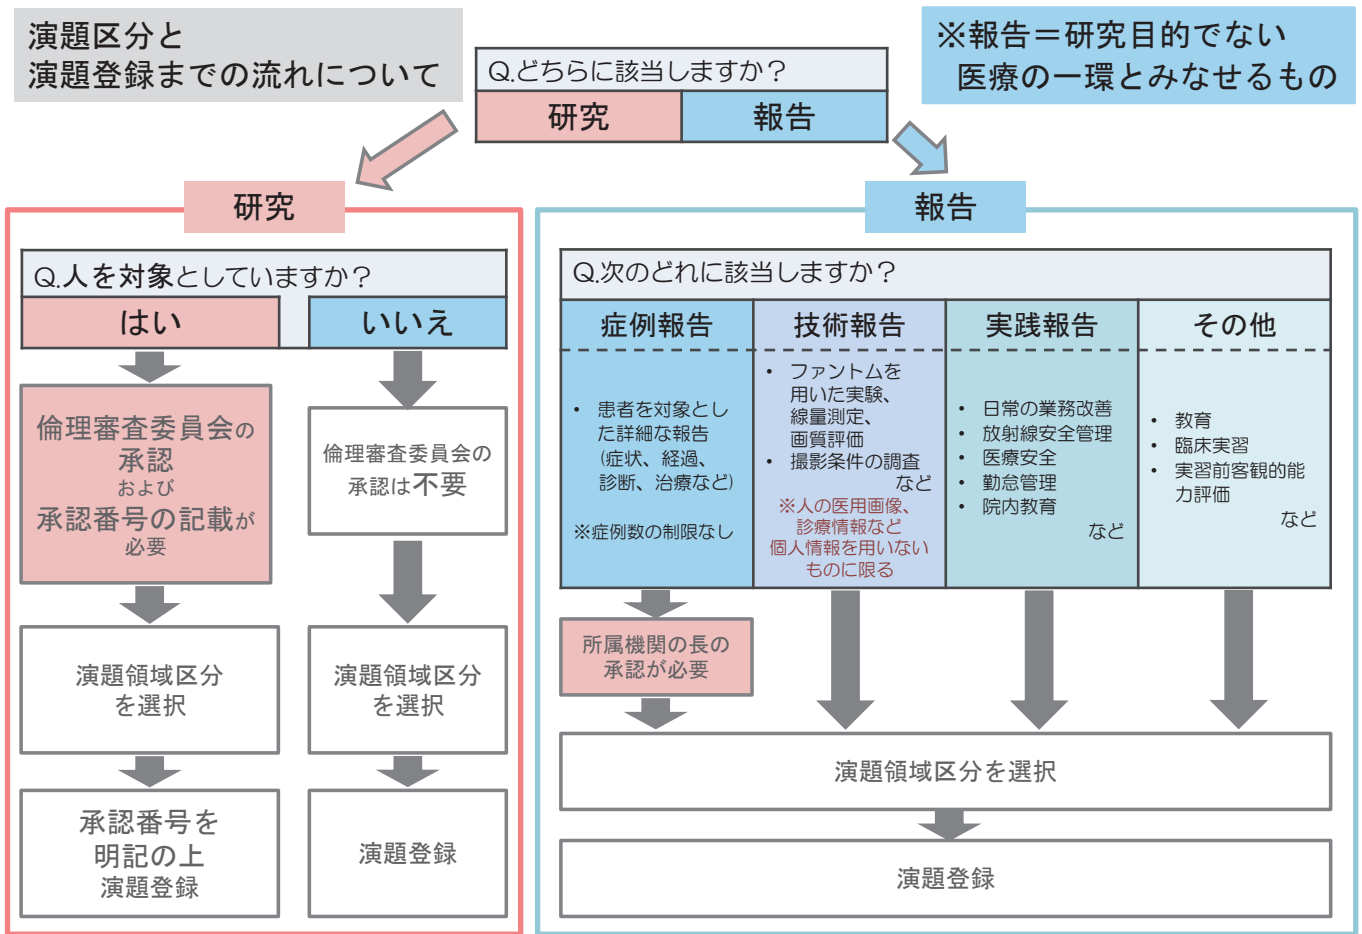 演題区分と
演題登録までの流れについて
Q.どちらに該当しますか？
研究
報告
※報告＝研究目的でない
医療の一環とみなせるもの
研究
Q.人を対象としていますか？
はい
いいえ
倫理審査委員会の
承認
および
承認番号の記載が
必要
倫理審査委員会の
承認は不要
演題領域区分
を選択
演題領域区分
を選択
承認番号を
明記の上
演題登録
演題登録
報告
Q.次のどれに該当しますか？
症例報告
• 患者を対象とし
た詳細な報告
(症状、経過、
診断、治療など)
※症例数の制限なし
技術報告
• ファントムを
用いた実験、
線量測定、
画質評価
• 撮影条件の調査
など
※人の医用画像、
診療情報など
個人情報を用いない
ものに限る
実践報告
• 日常の業務改善
• 放射線安全管理
• 医療安全
• 勤怠管理
• 院内教育
など
その他
• 教育
• 臨床実習
• 実習前客観的能
力評価
など
所属機関の長の
承認が必要
演題領域区分を選択
演題登録